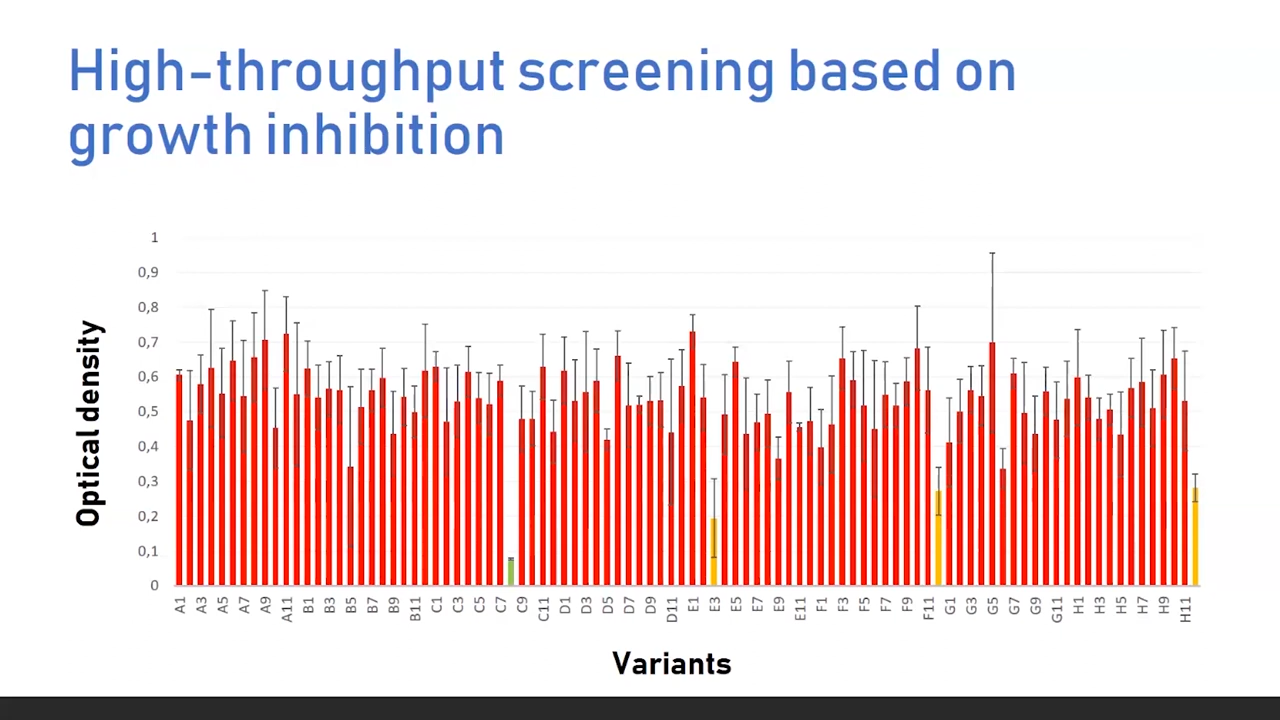 High-throughput screening based on
growth inhibition
1
0,9
0,8
0,7
0,6
0,5
0,4
0,3
0,2
0,1
0
Optical density
A1 A3 A5 A7 A9 A11 B1 B3 B5 B7 B9 B11 C1 C3 C5 C7 C9 C11 D1 D3 D5 D7 D9 D11 E1 E3 E5 E7 E9 E11 F1 F3 F5 F7 F9 F11 G1 G3 G5 G7 G9 G11 H1 H3 H5 H7 H9 H11
Variants